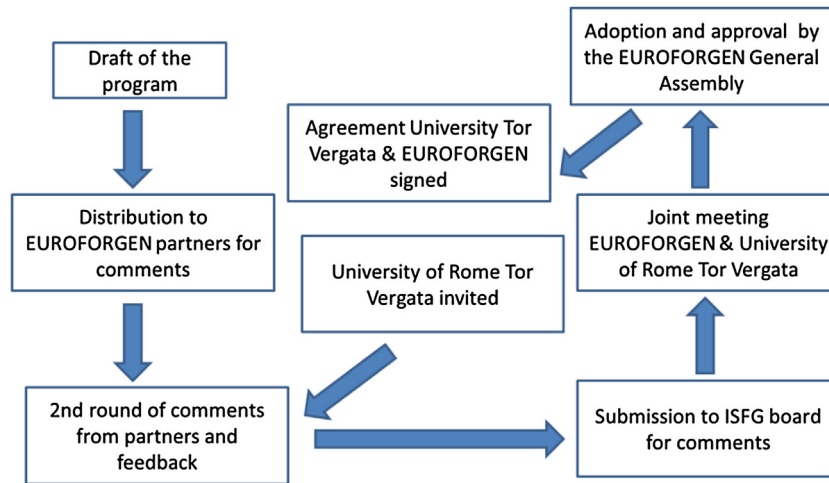 Draft of the
program
Distribution to
EUROFORGEN partners for
comments
2nd round of comments
from partners and
feedback
University of Rome Tor
Vergata invited
Submission to ISFG board
for comments
Joint meeting
EUROFORGEN & University
of Rome Tor Vergata
Adoption and approval by
the EUROFORGEN General
Assembly
Agreement University Tor
Vergata & EUROFORGEN
signed